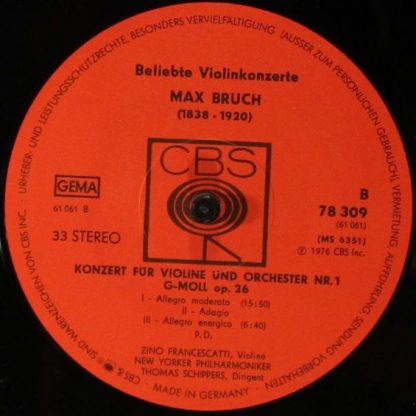 Beliebte Violinkonzerte
MAX BRUCH
(1838 - 1920)
CBS
GEMA
61 061 B
33 STEREO
B
78 309
(61 061)
(MS 6351)
Ⓟ 1976 CBS Inc.
KONZERT FÜR VIOLINE UND ORCHESTER NR. 1
G-MOLL op. 26
I - Allegro moderato (15:50)
II - Adagio
III - Allegro energico (6:40)
P. D.
ZINO FRANCESCATTI, Violine
NEW YORKER PHILHARMONIKER
THOMAS SCHIPPERS, Dirigent
MADE IN GERMANY
CBS & SIND WARENZEICHEN VON CBS INC. URHEBER- UND LEISTUNGSSCHUTZRECHTE, BESONDERS VERVIELFÄLTIGUNG (AUSSER ZUM PERSÖNLICHEN GEBRAUCH), VERMIETUNG, AUFFÜHRUNG, SENDUNG VORBEHALTEN